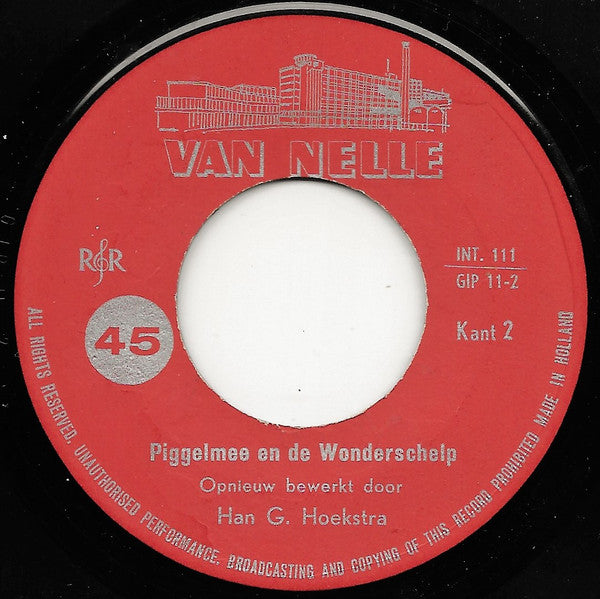 VAN NELLE
R&R
INT. 111
GIP 11-2
45
Kant 2
Piggelmee en de Wonderschelp
Opnieuw bewerkt door
Han G. Hoekstra
ALL RIGHTS RESERVED. UNAUTHORISED PERFORMANCE, BROADCASTING AND COPYING OF THIS RECORD PROHIBITED MADE IN HOLLAND